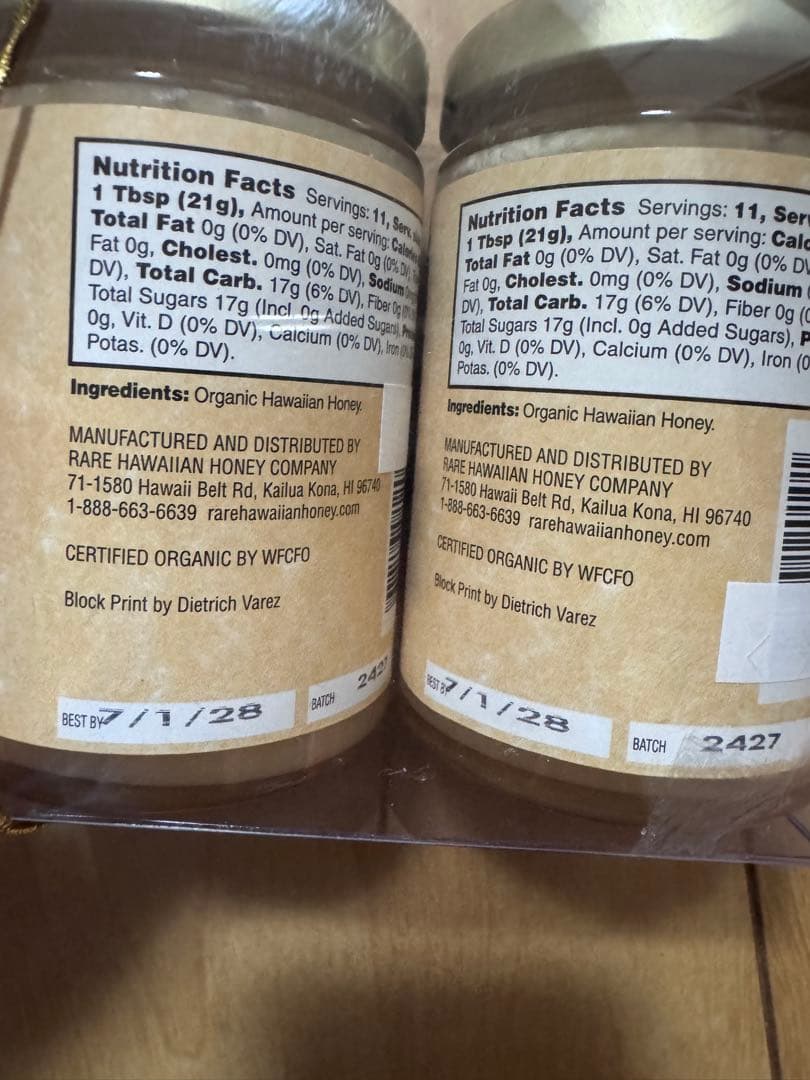 Nutrition Facts Servings: 11, Serv.
1 Tbsp (21g), Amount per serving:
Total Fat 0g (0% DV), Sat. Fat 0g (0% DV
Fat 0g, Cholest. 0mg (0% DV), Sodium
DV), Total Carb. 17g (6% DV), Fiber 0g
Total Sugars 17g (Incl. 0g Added Sugars),
0g, Vit. D (0% DV), Calcium (0% DV), Iron
Potas. (0% DV).
Ingredients: Organic Hawaiian Honey.
MANUFACTURED AND DISTRIBUTED BY
RARE HAWAIIAN HONEY COMPANY
71-1580 Hawaii Belt Rd, Kailua Kona, HI 96740
1-888-663-6639 rarehawaiianhoney.com
CERTIFIED ORGANIC BY WFCFO
Block Print by Dietrich Varez
BEST BY 7/1/28 BATCH 2427
Nutrition Facts Servings: 11, Ser
1 Tbsp (21g), Amount per serving: Calo
Total Fat 0g (0% DV), Sat. Fat 0g (0% DV
Fat 0g, Cholest. 0mg (0% DV), Sodium
DV), Total Carb. 17g (6% DV), Fiber 0g (0
Total Sugars 17g (Incl. 0g Added Sugars), P
0g, Vit. D (0% DV), Calcium (0% DV), Iron (0
Potas. (0% DV).
Ingredients: Organic Hawaiian Honey.
MANUFACTURED AND DISTRIBUTED BY
RARE HAWAIIAN HONEY COMPANY
71-1580 Hawaii Belt Rd, Kailua Kona, HI 96740
1-888-663-6639 rarehawaiianhoney.com
CERTIFIED ORGANIC BY WFCFO
Block Print by Dietrich Varez
BEST BY 7/1/28 BATCH 2427